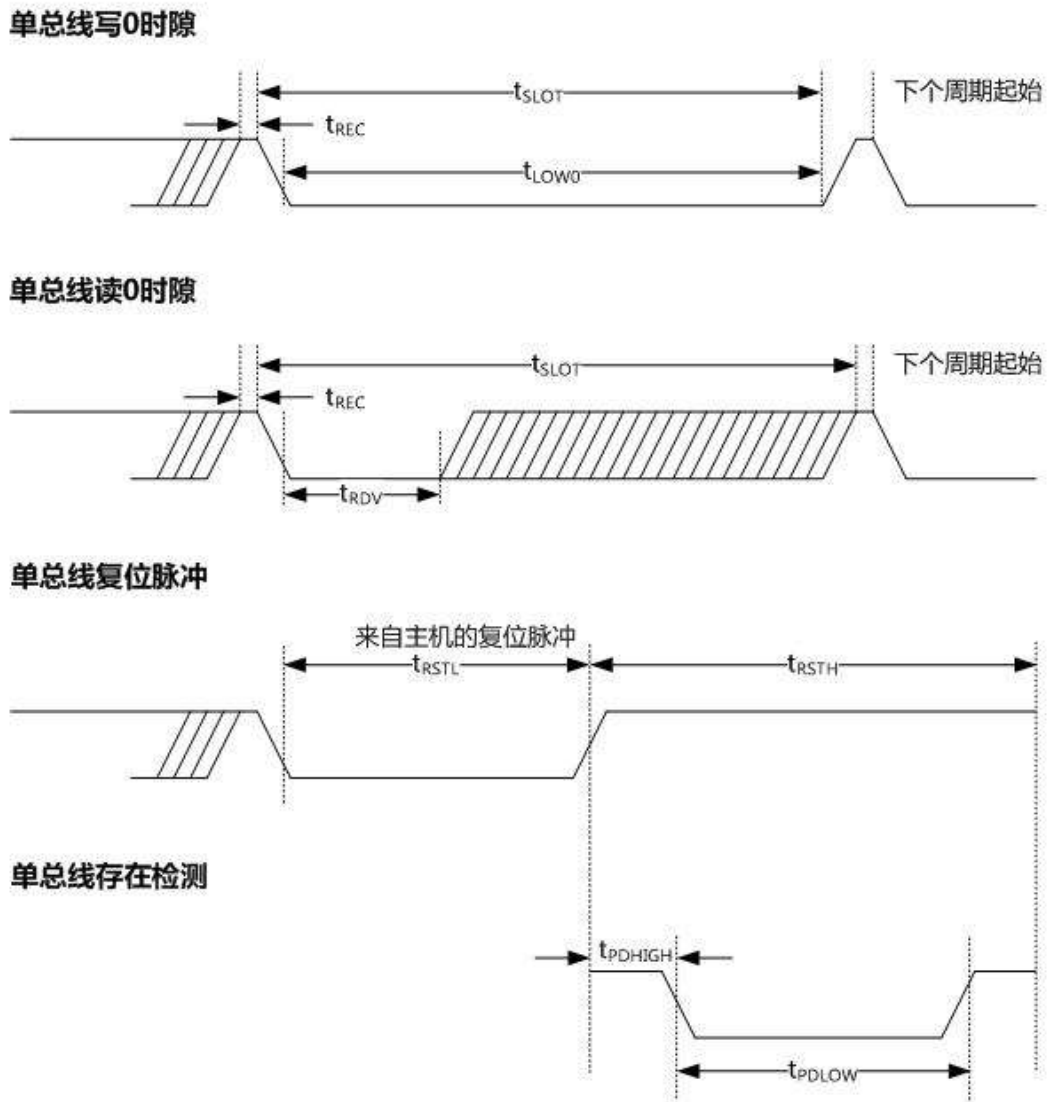 单总线写0时隙
tSLOT
下个周期起始
tREC
tLOW0
单总线读0时隙
tSLOT
下个周期起始
tREC
tRDV
单总线复位脉冲
来自主机的复位脉冲
tRSTL
tRSTH
单总线存在检测
tPDHIGH
tPDLOW